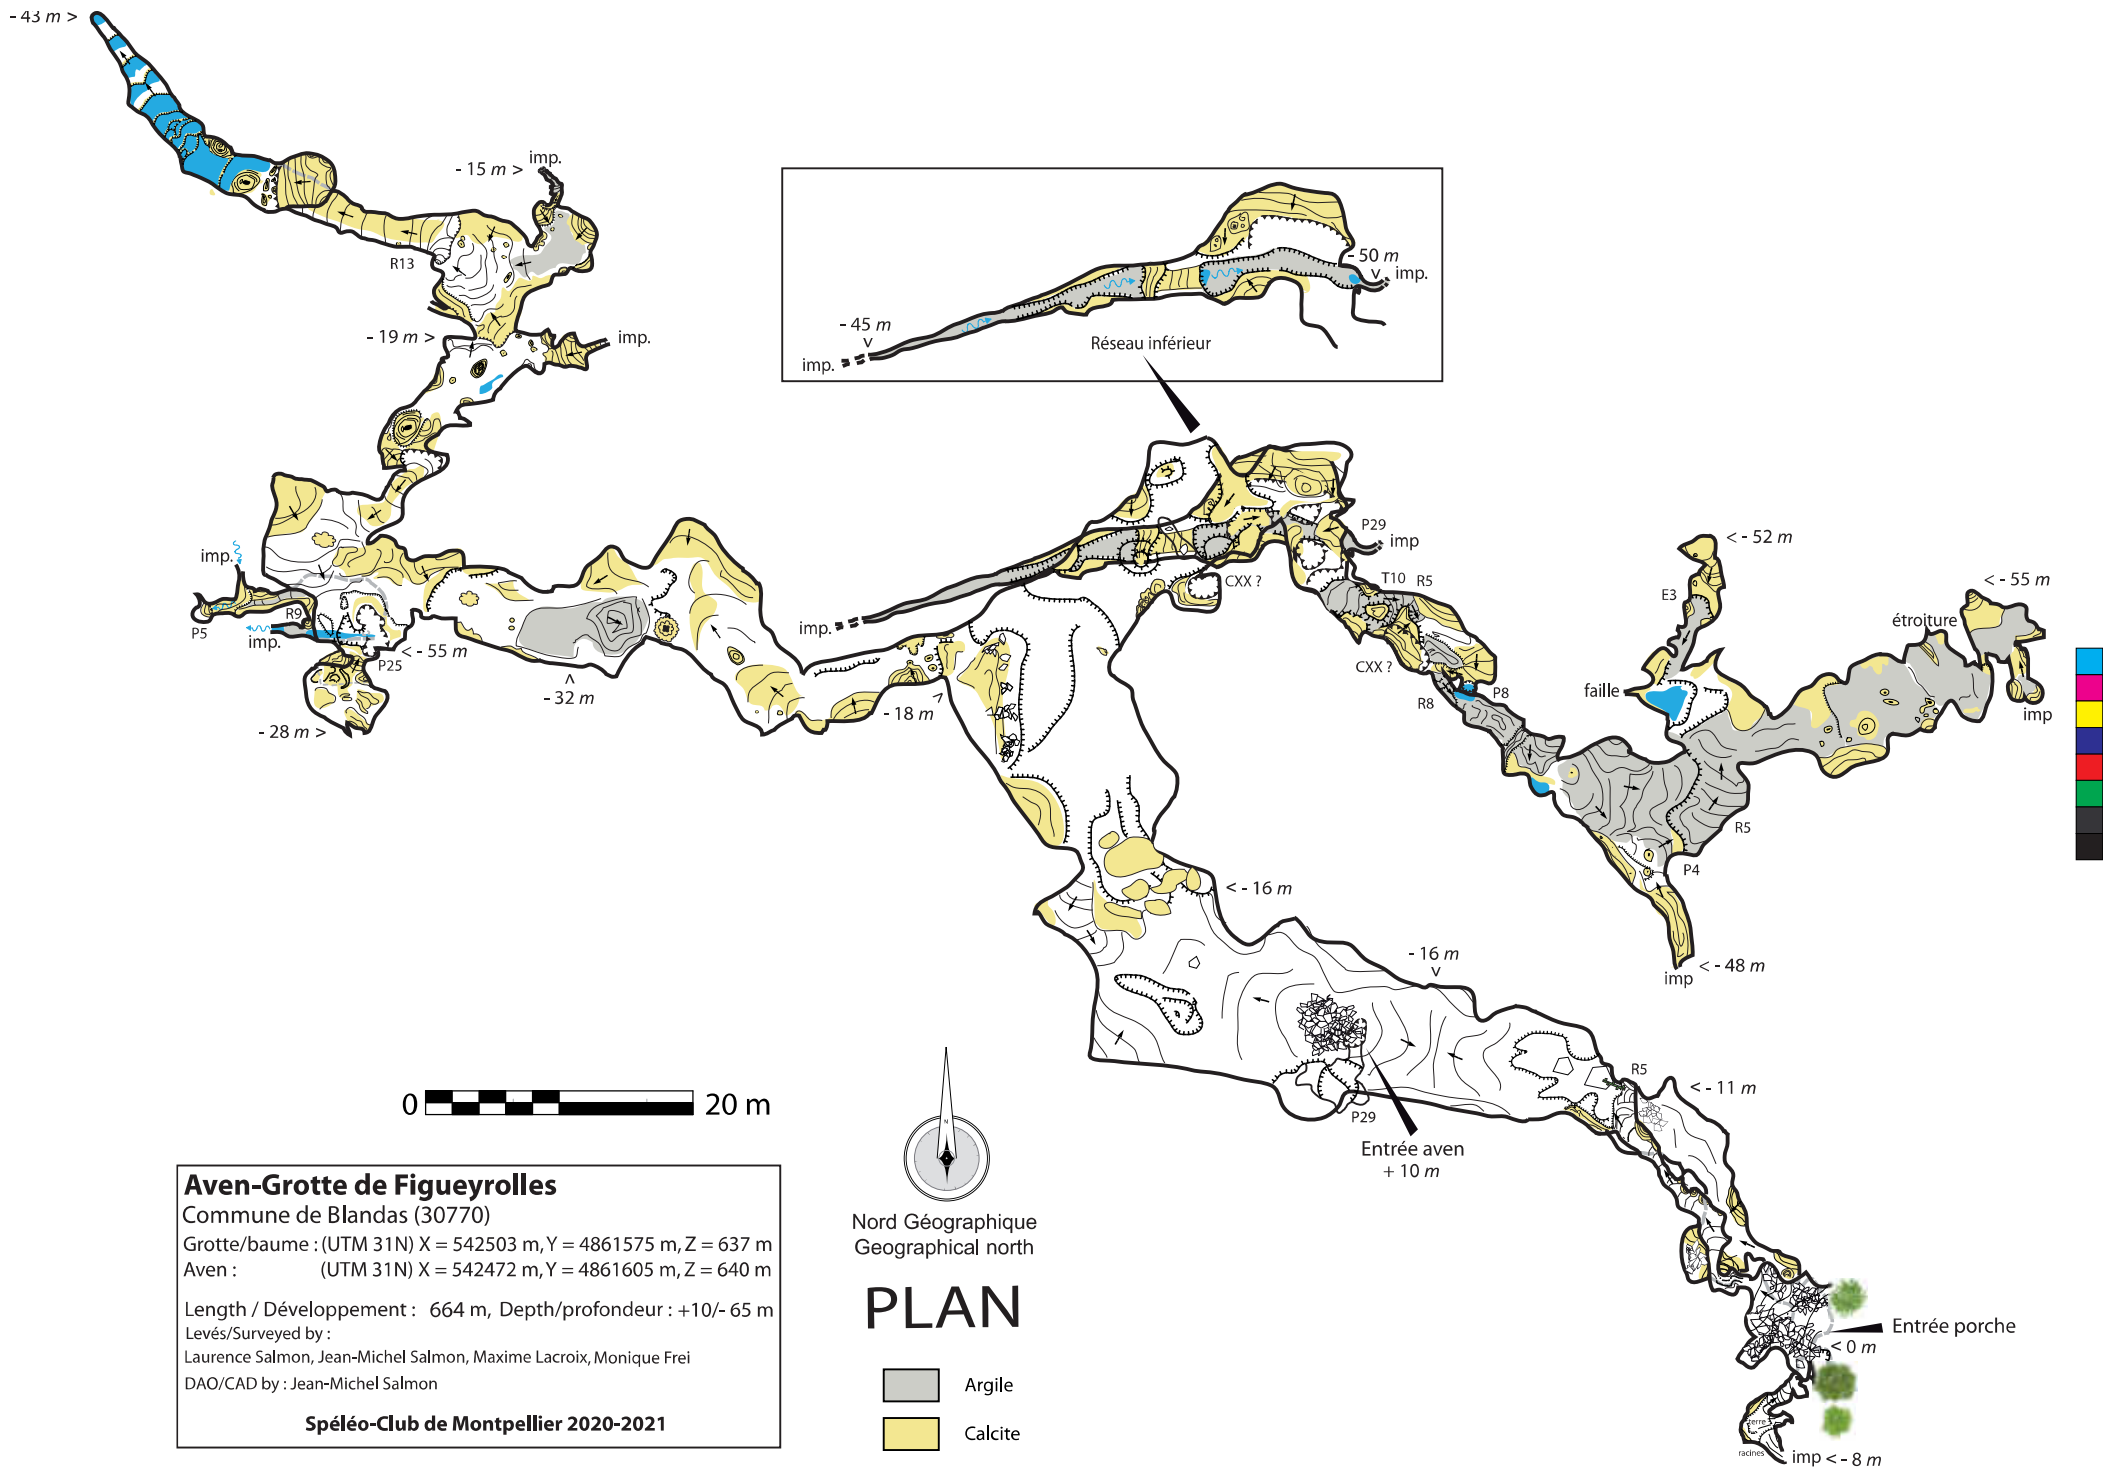 - 43 m >
- 15 m >
imp.
R13
- 19 m >
imp.
- 50 m
v
imp.
- 45 m
v
imp.
Réseau inférieur
imp.
P5
R9
imp.
P25
< - 55 m
- 28 m >
^
- 32 m
- 18 m
>
imp.
CXX ?
P29
imp
T10
R5
CXX ?
R8
P8
< - 52 m
E3
faille
étroiture
< - 55 m
imp
R5
P4
imp
< - 48 m
< - 16 m
- 16 m
v
R5
< - 11 m
P29
Entrée aven
+ 10 m
Entrée porche
< 0 m
terre
racines
imp < - 8 m
0
20 m
N
Nord Géographique
Geographical north
PLAN
Argile
Calcite
Aven-Grotte de Figueyrolles
Commune de Blandas (30770)
Grotte/baume : (UTM 31N) X = 542503 m, Y = 4861575 m, Z = 637 m
Aven : (UTM 31N) X = 542472 m, Y = 4861605 m, Z = 640 m
Length / Développement : 664 m, Depth/profondeur : +10/- 65 m
Levés/Surveyed by :
Laurence Salmon, Jean-Michel Salmon, Maxime Lacroix, Monique Frei
DAO/CAD by : Jean-Michel Salmon
Spéléo-Club de Montpellier 2020-2021